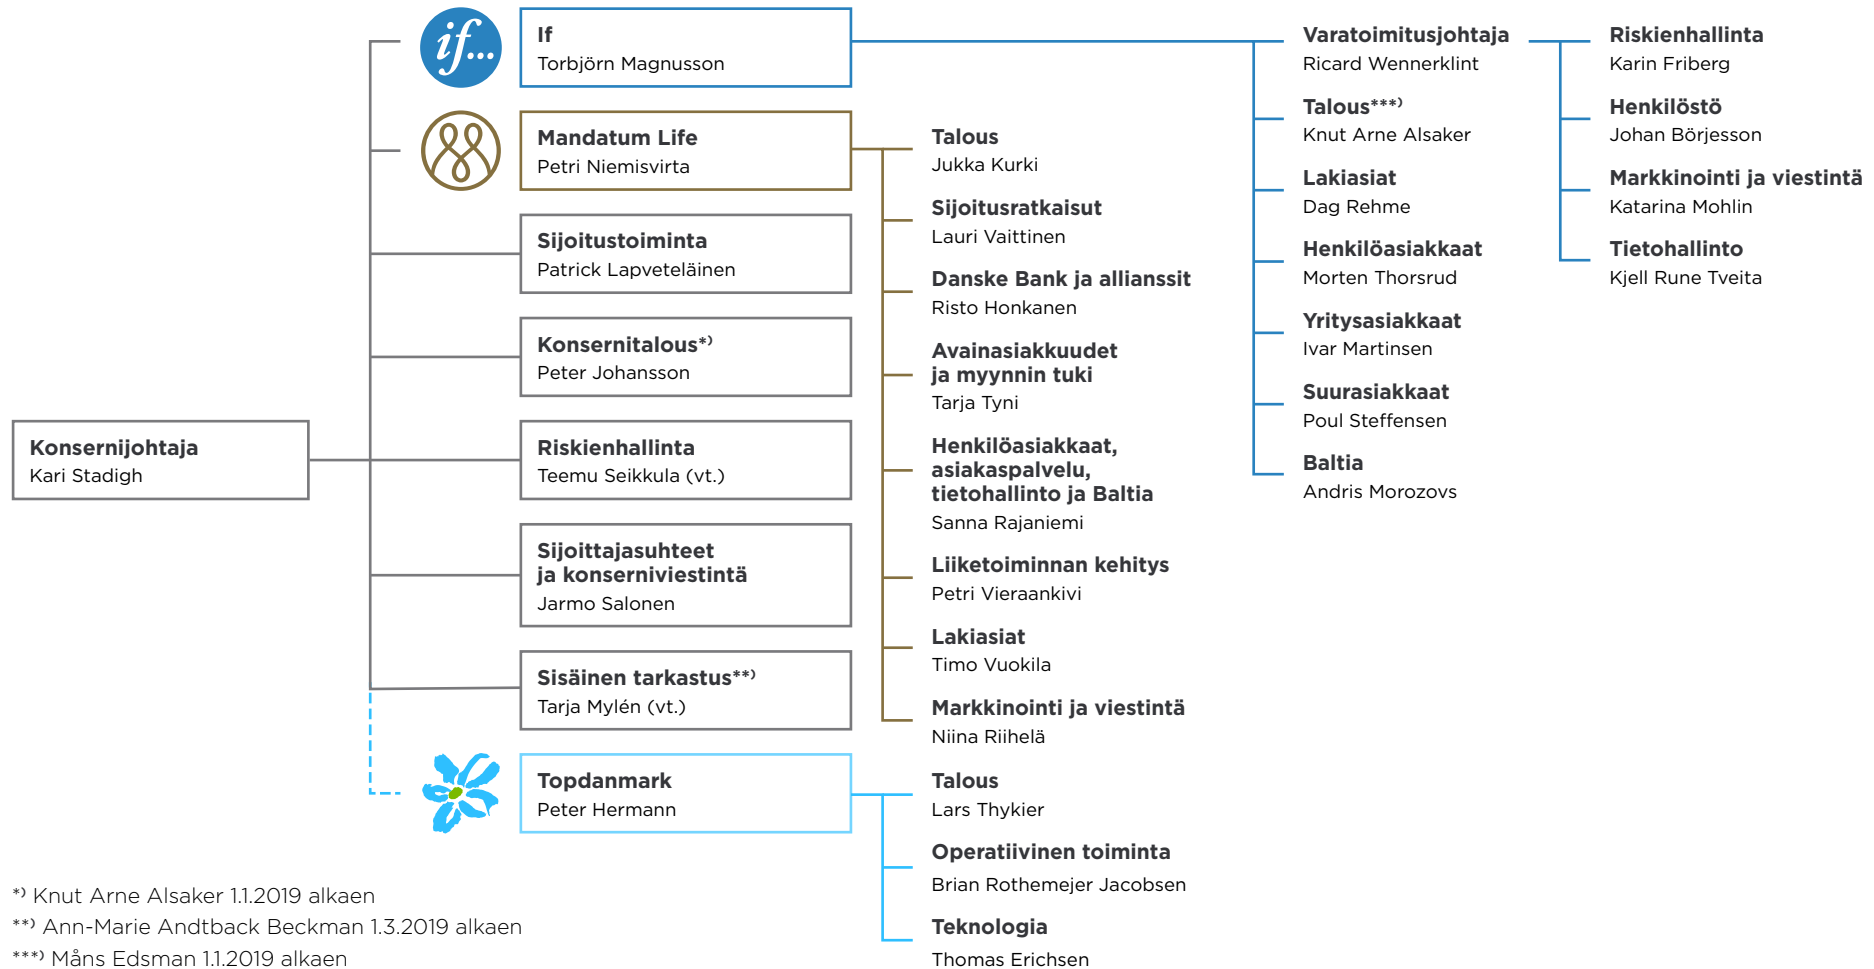 Konsernijohtaja
Kari Stadigh
if...
If
Torbjörn Magnusson
Mandatum Life
Petri Niemisvirta
Sijoitustoiminta
Patrick Lapveteläinen
Konsernitalous*)
Peter Johansson
Riskienhallinta
Teemu Seikkula (vt.)
Sijoittajasuhteet
ja konserniviestintä
Jarmo Salonen
Sisäinen tarkastus**)
Tarja Mylén (vt.)
Topdanmark
Peter Hermann
Talous
Jukka Kurki
Sijoitusratkaisut
Lauri Vaittinen
Danske Bank ja allianssit
Risto Honkanen
Avainasiakkuudet
ja myynnin tuki
Tarja Tyni
Henkilöasiakkaat,
asiakaspalvelu,
tietohallinto ja Baltia
Sanna Rajaniemi
Liiketoiminnan kehitys
Petri Vieraankivi
Lakiasiat
Timo Vuokila
Markkinointi ja viestintä
Niina Riihelä
Talous
Lars Thykier
Operatiivinen toiminta
Brian Rothemejer Jacobsen
Teknologia
Thomas Erichsen
Varatoimitusjohtaja
Ricard Wennerklint
Talous***)
Knut Arne Alsaker
Lakiasiat
Dag Rehme
Henkilöasiakkaat
Morten Thorsrud
Yritysasiakkaat
Ivar Martinsen
Suurasiakkaat
Poul Steffensen
Baltia
Andris Morozovs
Riskienhallinta
Karin Friberg
Henkilöstö
Johan Börjesson
Markkinointi ja viestintä
Katarina Mohlin
Tietohallinto
Kjell Rune Tveita
*) Knut Arne Alsaker 1.1.2019 alkaen
**) Ann-Marie Andtback Beckman 1.3.2019 alkaen
***) Måns Edsman 1.1.2019 alkaen